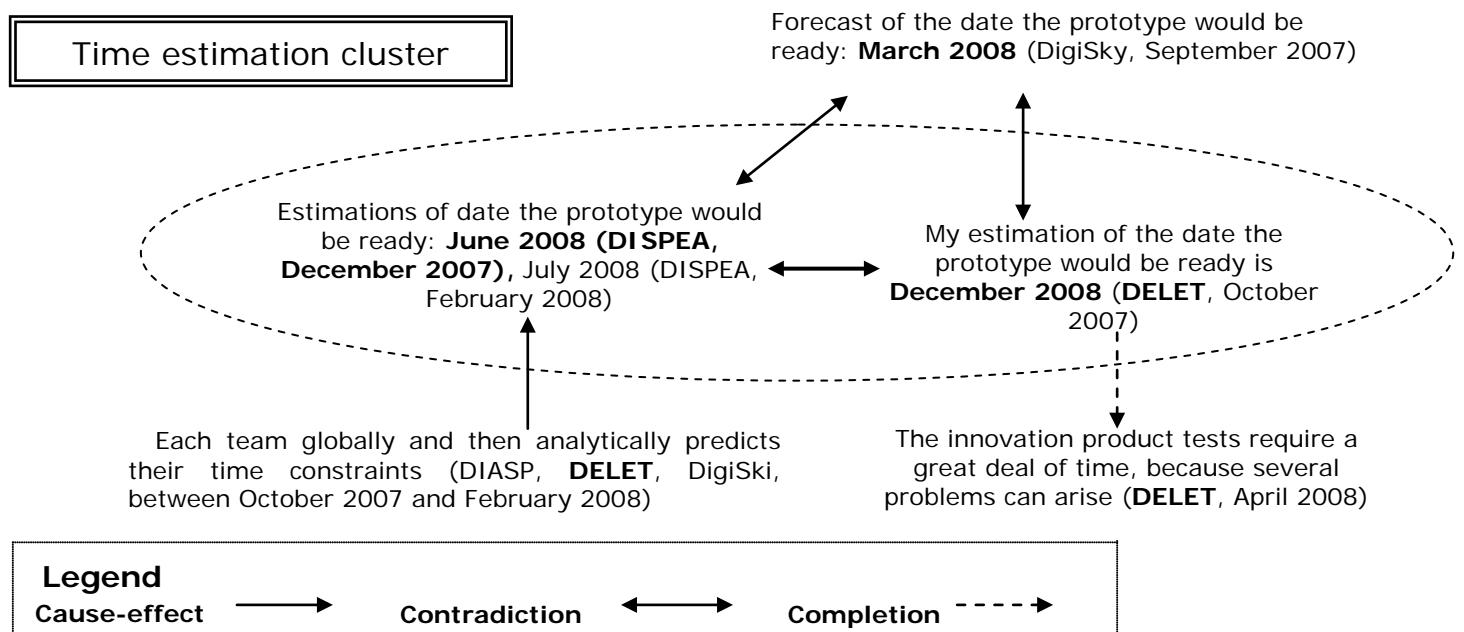 Time estimation cluster
Forecast of the date the prototype would be
ready: March 2008 (DigiSky, September 2007)
Estimations of date the prototype would
be ready: June 2008 (DISPEA,
December 2007), July 2008 (DISPEA,
February 2008)
My estimation of the date the
prototype would be ready is
December 2008 (DELET, October
2007)
Each team globally and then analytically predicts
their time constraints (DIASP, DELET, DigiSki,
between October 2007 and February 2008)
The innovation product tests require a
great deal of time, because several
problems can arise (DELET, April 2008)
Legend
Cause-effect Contradiction Completion